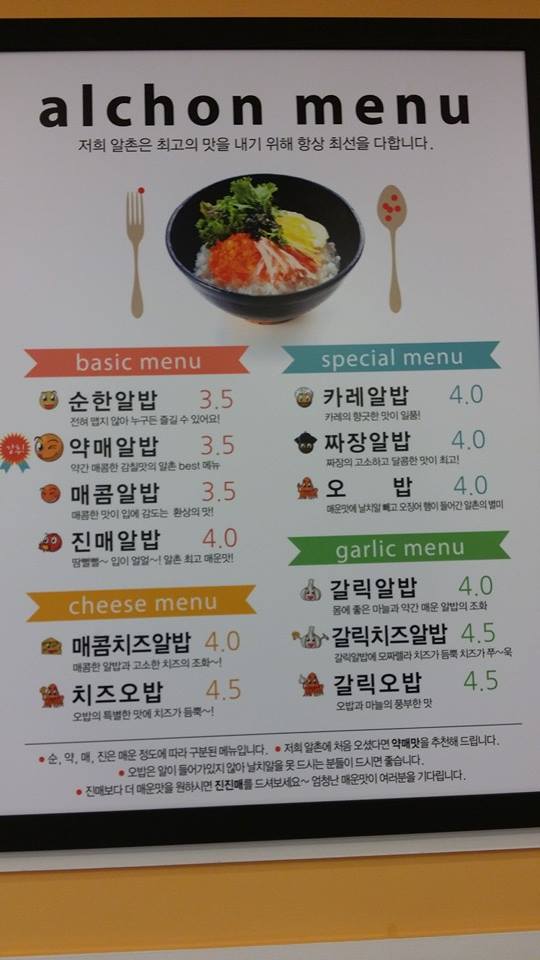 alchon menu
저희 알촌은 최고의 맛을 내기 위해 항상 최선을 다합니다.
basic menu
순한알밥 3.5
전혀 맵지 않아 누구든 즐길 수 있어요!
약매알밥 3.5
약간 매콤한 감칠맛의 알촌 best 메뉴
매콤알밥 3.5
매콤한 맛이 입에 감도는 환상의 맛!
진매알밥 4.0
땀뻘뻘~ 입이 얼얼~! 알촌 최고 매운맛!
cheese menu
매콤치즈알밥 4.0
매콤한 알밥과 고소한 치즈의 조화~!
치즈오밥 4.5
오밥의 특별한 맛에 치즈가 듬뿍~!
special menu
카레알밥 4.0
카레의 향긋한 맛이 일품!
짜장알밥 4.0
짜장의 고소하고 달콤한 맛이 최고!
오 밥 4.0
매운맛에 날치알 빼고 오징어 햄이 들어간 알촌의 별미
garlic menu
갈릭알밥 4.0
몸에 좋은 마늘과 약간 매운 알밥의 조화
갈릭치즈알밥 4.5
갈릭알밥에 모짜렐라 치즈가 듬뿍 치즈가 쭈~욱
갈릭오밥 4.5
오밥과 마늘의 풍부한 맛
● 순, 약, 매, 진은 매운 정도에 따라 구분된 메뉴입니다. ● 저희 알촌에 처음 오셨다면 약매맛을 추천해 드립니다.
● 오밥은 알이 들어가있지 않아 날치알을 못 드시는 분들이 드시면 좋습니다.
● 진매보다 더 매운맛을 원하시면 진진매를 드셔보세요~ 엄청난 매운맛이 여러분을 기다립니다.